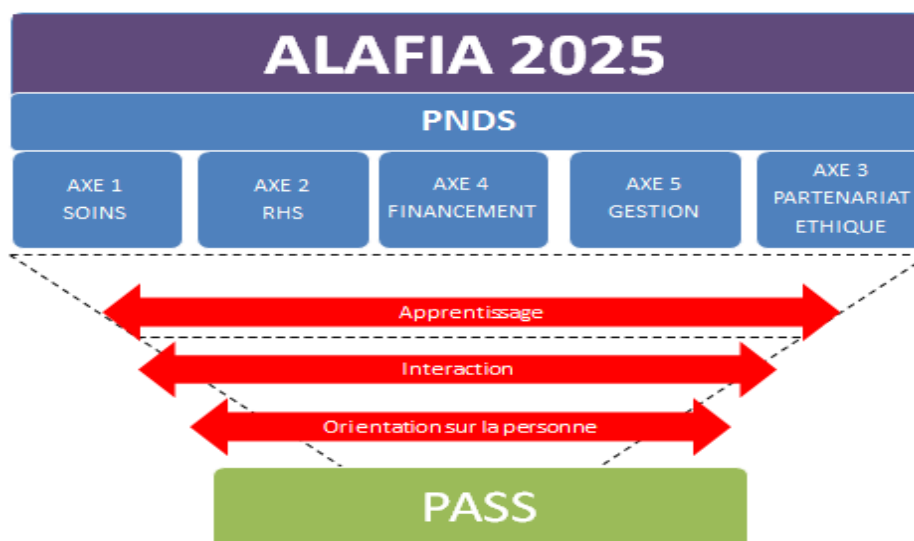 ALAFIA 2025
PNDS
AXE 1
SOINS
AXE 2
RHS
AXE 4
FINANCEMENT
AXE 5
GESTION
AXE 3
PARTENARIAT
ETHIQUE
Apprentissage
Interaction
Orientation sur la personne
PASS